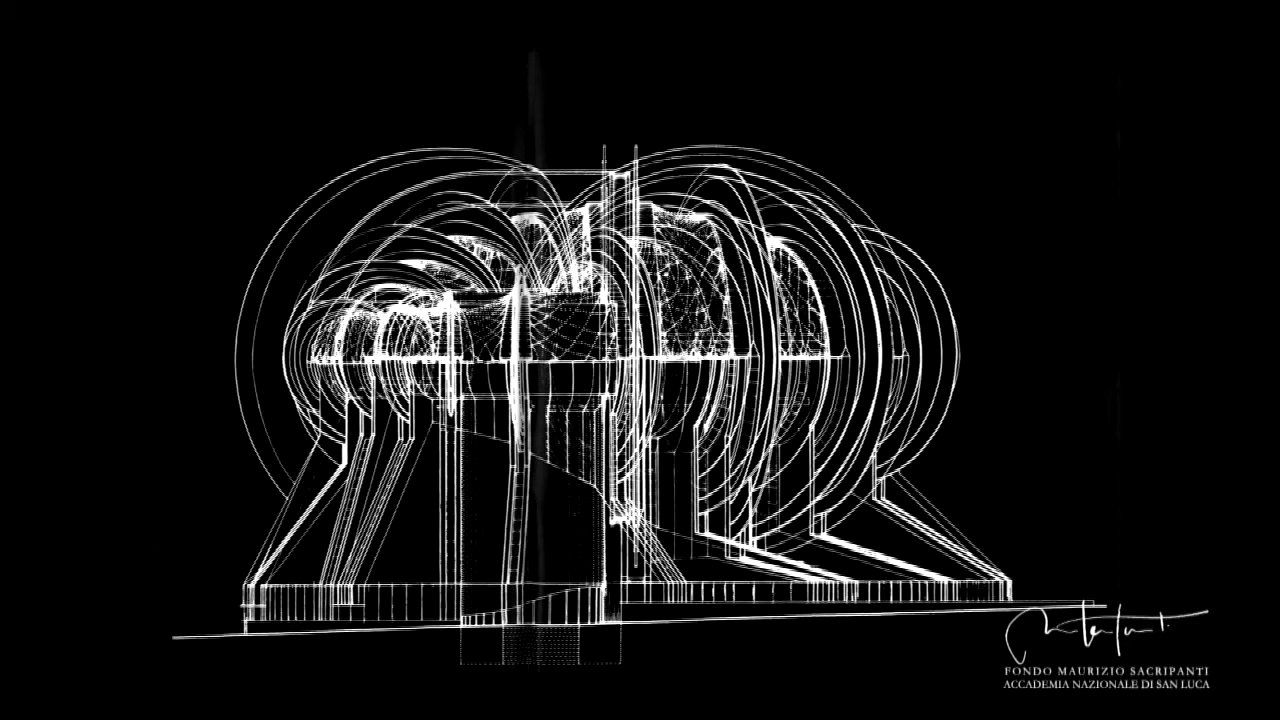 FONDO MAURIZIO SACRIPANTI
ACCADEMIA NAZIONALE DI SAN LUCA